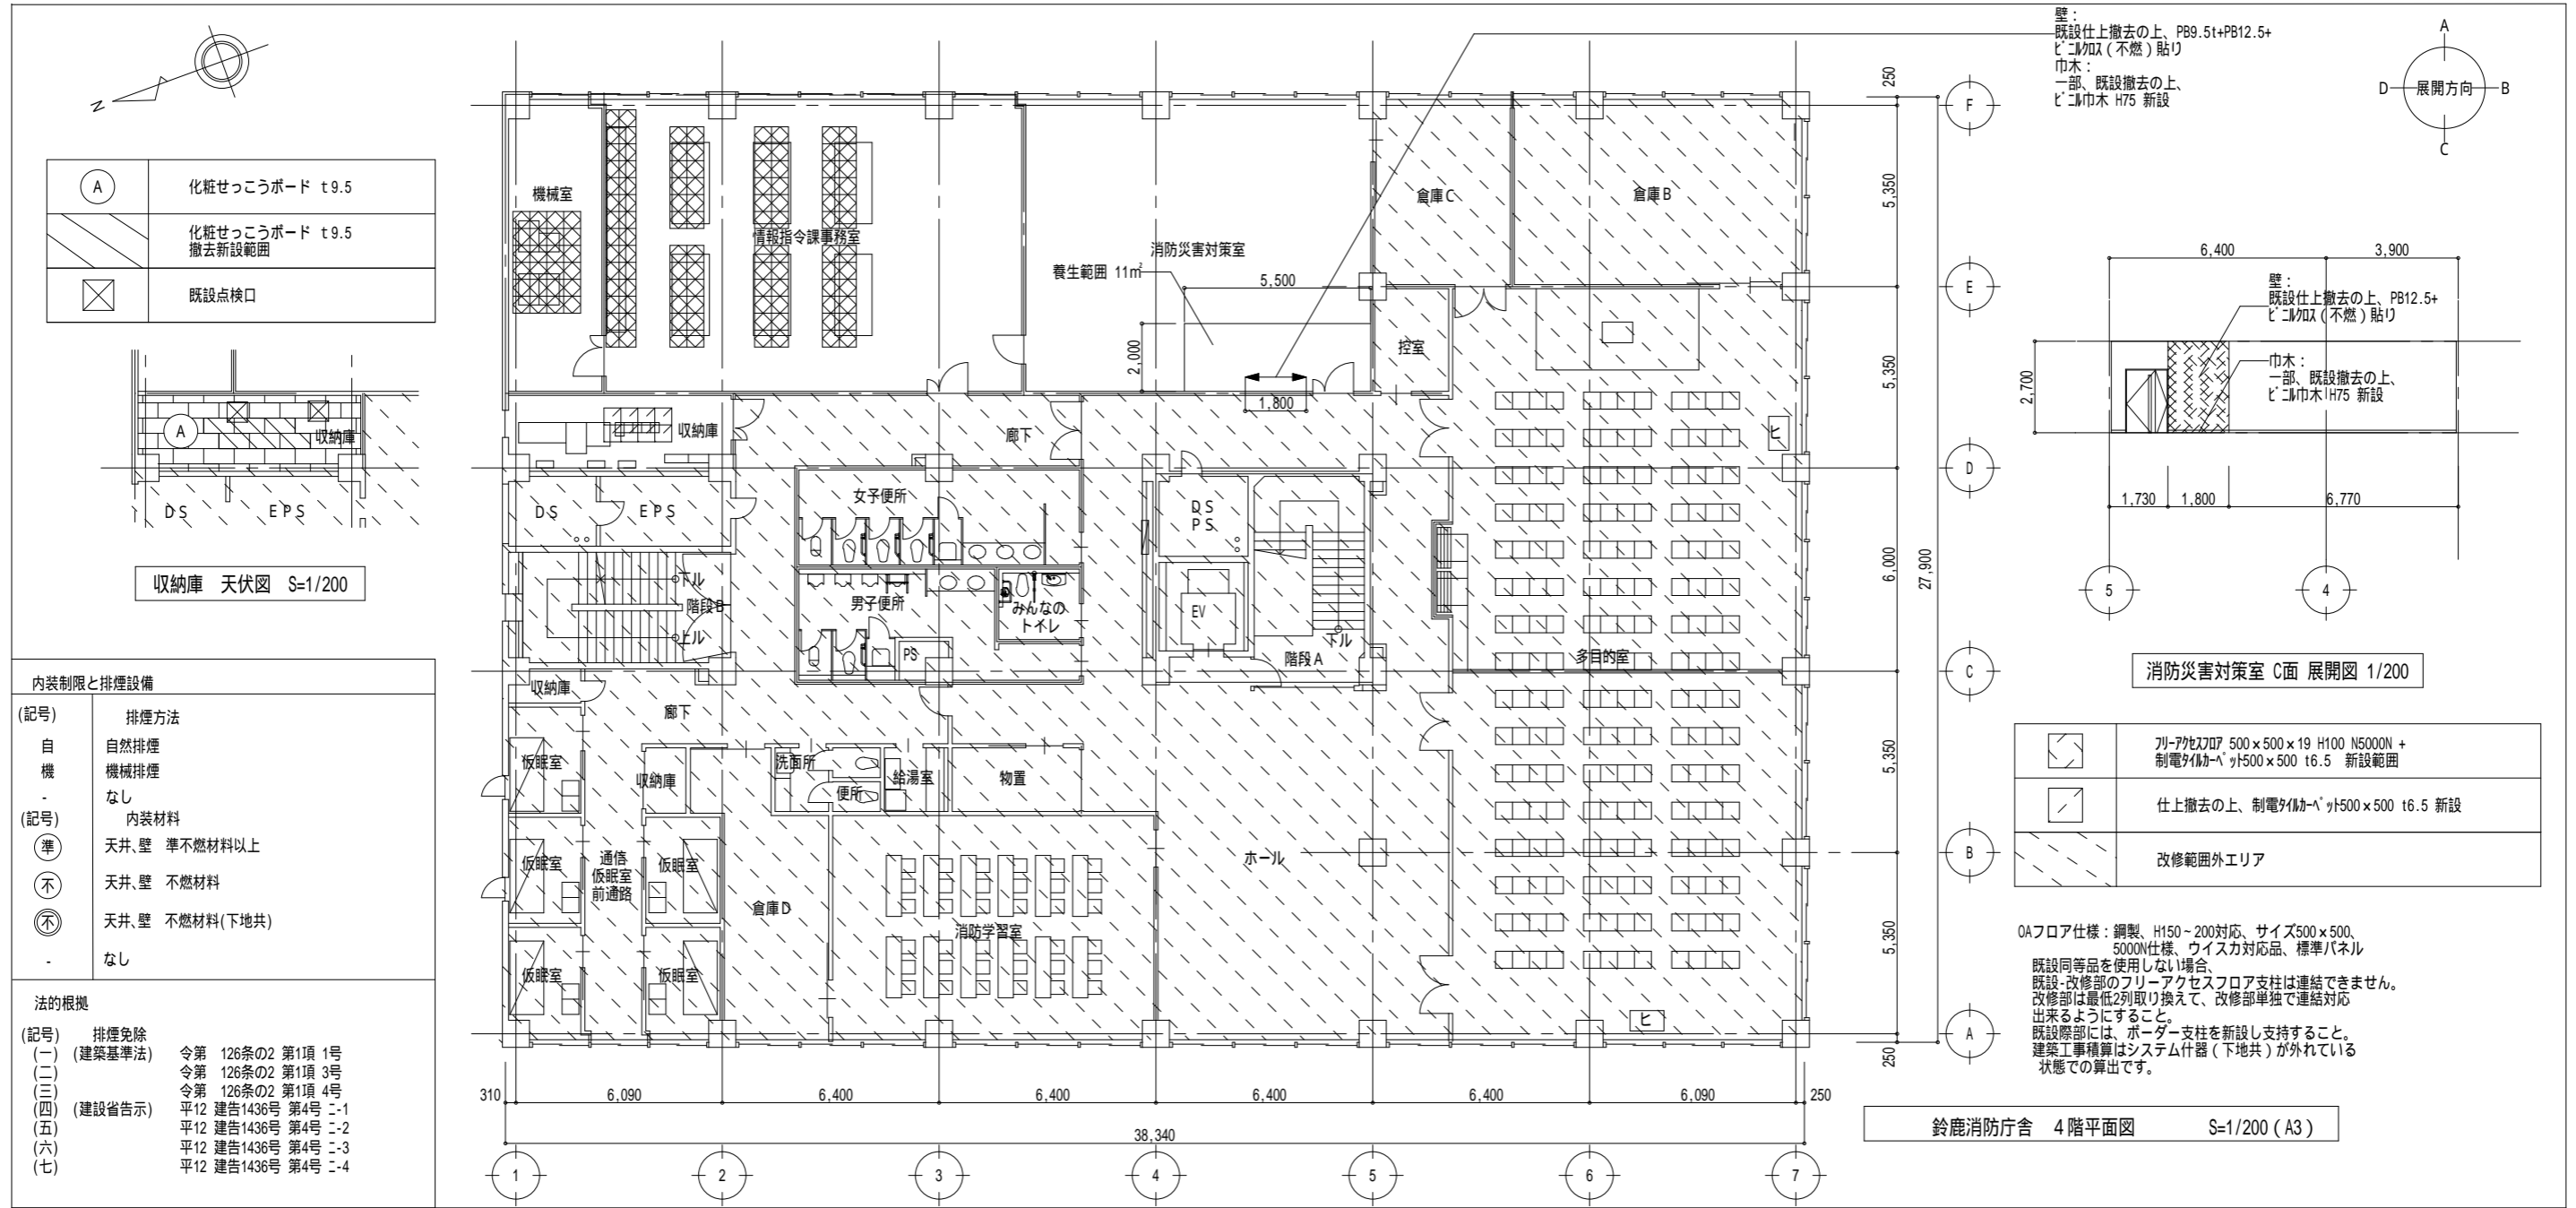 N
A 化粧せっこうボード t9.5
化粧せっこうボード t9.5
撤去新設範囲
既設点検口
A
収納庫
DS
EPS
収納庫 天伏図 S=1/200
内装制限と排煙設備
(記号) 排煙方法
自 自然排煙
機 機械排煙
- なし
(記号) 内装材料
準 天井、壁 準不燃材料以上
不 天井、壁 不燃材料
不 天井、壁 不燃材料(下地共)
- なし
法的根拠
(記号) 排煙免除
(一) (建築基準法) 令第 126条の2 第1項 1号
(二) 令第 126条の2 第1項 3号
(三) 令第 126条の2 第1項 4号
(四) (建設省告示) 平12 建告1436号 第4号 ニ-1
(五) 平12 建告1436号 第4号 ニ-2
(六) 平12 建告1436号 第4号 ニ-3
(七) 平12 建告1436号 第4号 ニ-4
機械室
情報指令課事務室
消防災害対策室
養生範囲 11㎡
5,500
2,000
1,800
倉庫C
倉庫B
控室
収納庫
廊下
DS
EPS
女子便所
DS
PS
下ル
階段B
上ル
男子便所
みんなの
トイレ
PS
EV
下ル
階段A
多目的室
ヒ
収納庫
廊下
仮眠室
収納庫
洗面所
便所
給湯室
物置
仮眠室
通信
仮眠室
前通路
仮眠室
倉庫D
消防学習室
ホール
仮眠室
仮眠室
ヒ
310
6,090
6,400
6,400
6,400
6,400
6,090
250
38,340
1
2
3
4
5
6
7
250
5,350
5,350
6,000
5,350
5,350
250
27,900
F
E
D
C
B
A
壁：
既設仕上撤去の上、PB9.5t+PB12.5+
ビニルクロス（不燃）貼り
巾木：
一部、既設撤去の上、
ビニル巾木 H75 新設
A
D 展開方向 B
C
6,400
3,900
壁：
既設仕上撤去の上、PB12.5+
ビニルクロス（不燃）貼り
巾木：
一部、既設撤去の上、
ビニル巾木 H75 新設
2,700
1,730
1,800
6,770
5
4
消防災害対策室 C面 展開図 1/200
フリーアクセスフロア 500×500×19 H100 N5000N +
制電タイルカーペット500×500 t6.5 新設範囲
仕上撤去の上、制電タイルカーペット500×500 t6.5 新設
改修範囲外エリア
OAフロア仕様：鋼製、H150～200対応、サイズ500×500、
5000N仕様、ウイスカ対応品、標準パネル
既設同等品を使用しない場合、
既設-改修部のフリーアクセスフロア支柱は連結できません。
改修部は最低2列取り換えて、改修部単独で連結対応
出来るようにすること。
既設際部には、ボーダー支柱を新設し支持すること。
建築工事積算はシステム什器（下地共）が外れている
状態での算出です。
鈴鹿消防庁舎 4階平面図 S=1/200（A3）